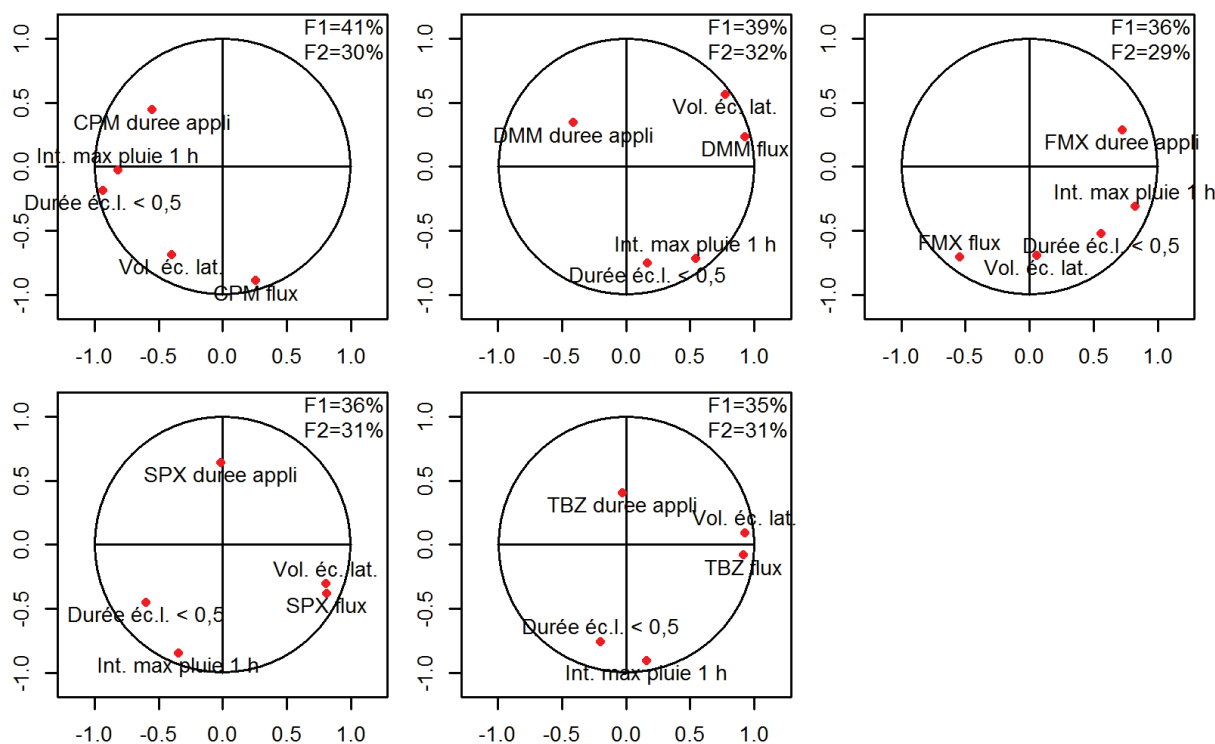 F1=41%
F2=30%
CPM duree appli
Int. max pluie 1 h
Durée éc.l. < 0,5
Vol. éc. lat.
CPM flux
1.0
0.5
0.0
-0.5
-1.0
-1.0 -0.5 0.0 0.5 1.0
F1=39%
F2=32%
Vol. éc. lat.
DMM duree appli
DMM flux
Int. max pluie 1 h
Durée éc.l. < 0,5
1.0
0.5
0.0
-0.5
-1.0
-1.0 -0.5 0.0 0.5 1.0
F1=36%
F2=29%
FMX duree appli
Int. max pluie 1 h
FMX flux
Durée éc.l. < 0,5
Vol. éc. lat.
1.0
0.5
0.0
-0.5
-1.0
-1.0 -0.5 0.0 0.5 1.0
F1=36%
F2=31%
SPX duree appli
Vol. éc. lat.
SPX flux
Durée éc.l. < 0,5
Int. max pluie 1 h
1.0
0.5
0.0
-0.5
-1.0
-1.0 -0.5 0.0 0.5 1.0
F1=35%
F2=31%
TBZ duree appli
Vol. éc. lat.
TBZ flux
Durée éc.l. < 0,5
Int. max pluie 1 h
1.0
0.5
0.0
-0.5
-1.0
-1.0 -0.5 0.0 0.5 1.0